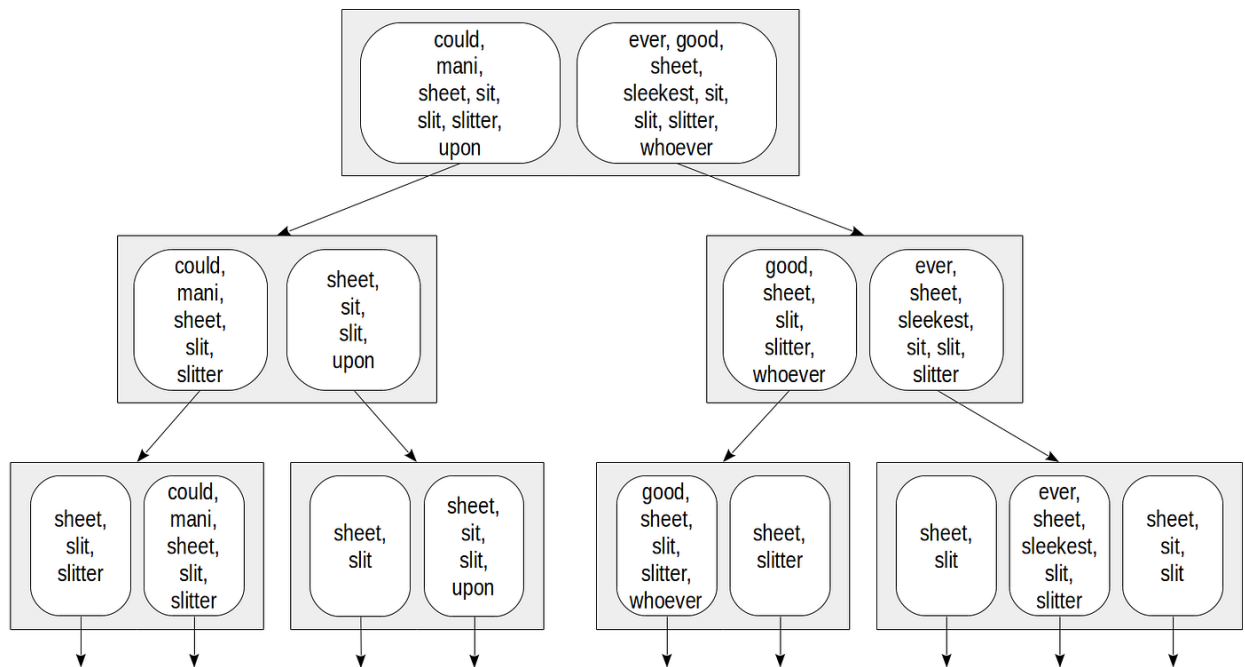 could,
mani,
sheet, sit,
slit, slitter,
upon
ever, good,
sheet,
sleekest, sit,
slit, slitter,
whoever
could,
mani,
sheet,
slit,
slitter
sheet,
sit,
slit,
upon
good,
sheet,
slit,
slitter,
whoever
ever,
sheet,
sleekest,
sit, slit,
slitter
sheet,
slit,
slitter
could,
mani,
sheet,
slit,
slitter
sheet,
slit
sheet,
sit,
slit,
upon
good,
sheet,
slit,
slitter,
whoever
sheet,
slitter
sheet,
slit
ever,
sheet,
sleekest,
slit,
slitter
sheet,
sit,
slit